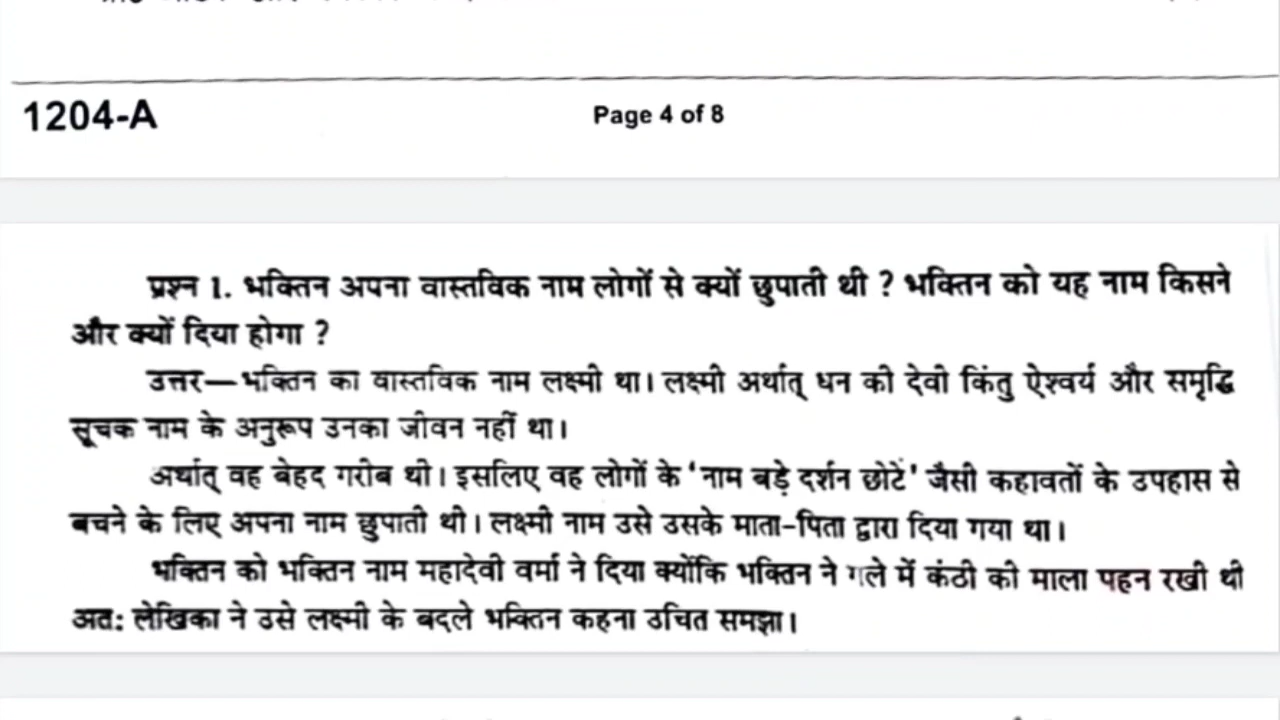 1204-A
Page 4 of 8
प्रश्न 1. भक्तिन अपना वास्तविक नाम लोगों से क्यों छुपाती थी ? भक्तिन को यह नाम किसने
और क्यों दिया होगा ?
उत्तर—भक्तिन का वास्तविक नाम लक्ष्मी था। लक्ष्मी अर्थात् धन की देवी किंतु ऐश्वर्य और समृद्धि
सूचक नाम के अनुरूप उनका जीवन नहीं था।
अर्थात् वह बेहद गरीब थी। इसलिए वह लोगों के 'नाम बड़े दर्शन छोटे' जैसी कहावतों के उपहास से
बचने के लिए अपना नाम छुपाती थी। लक्ष्मी नाम उसे उसके माता-पिता द्वारा दिया गया था।
भक्तिन को भक्तिन नाम महादेवी वर्मा ने दिया क्योंकि भक्तिन ने गले में कंठी की माला पहन रखी थी
अत: लेखिका ने उसे लक्ष्मी के बदले भक्तिन कहना उचित समझा।